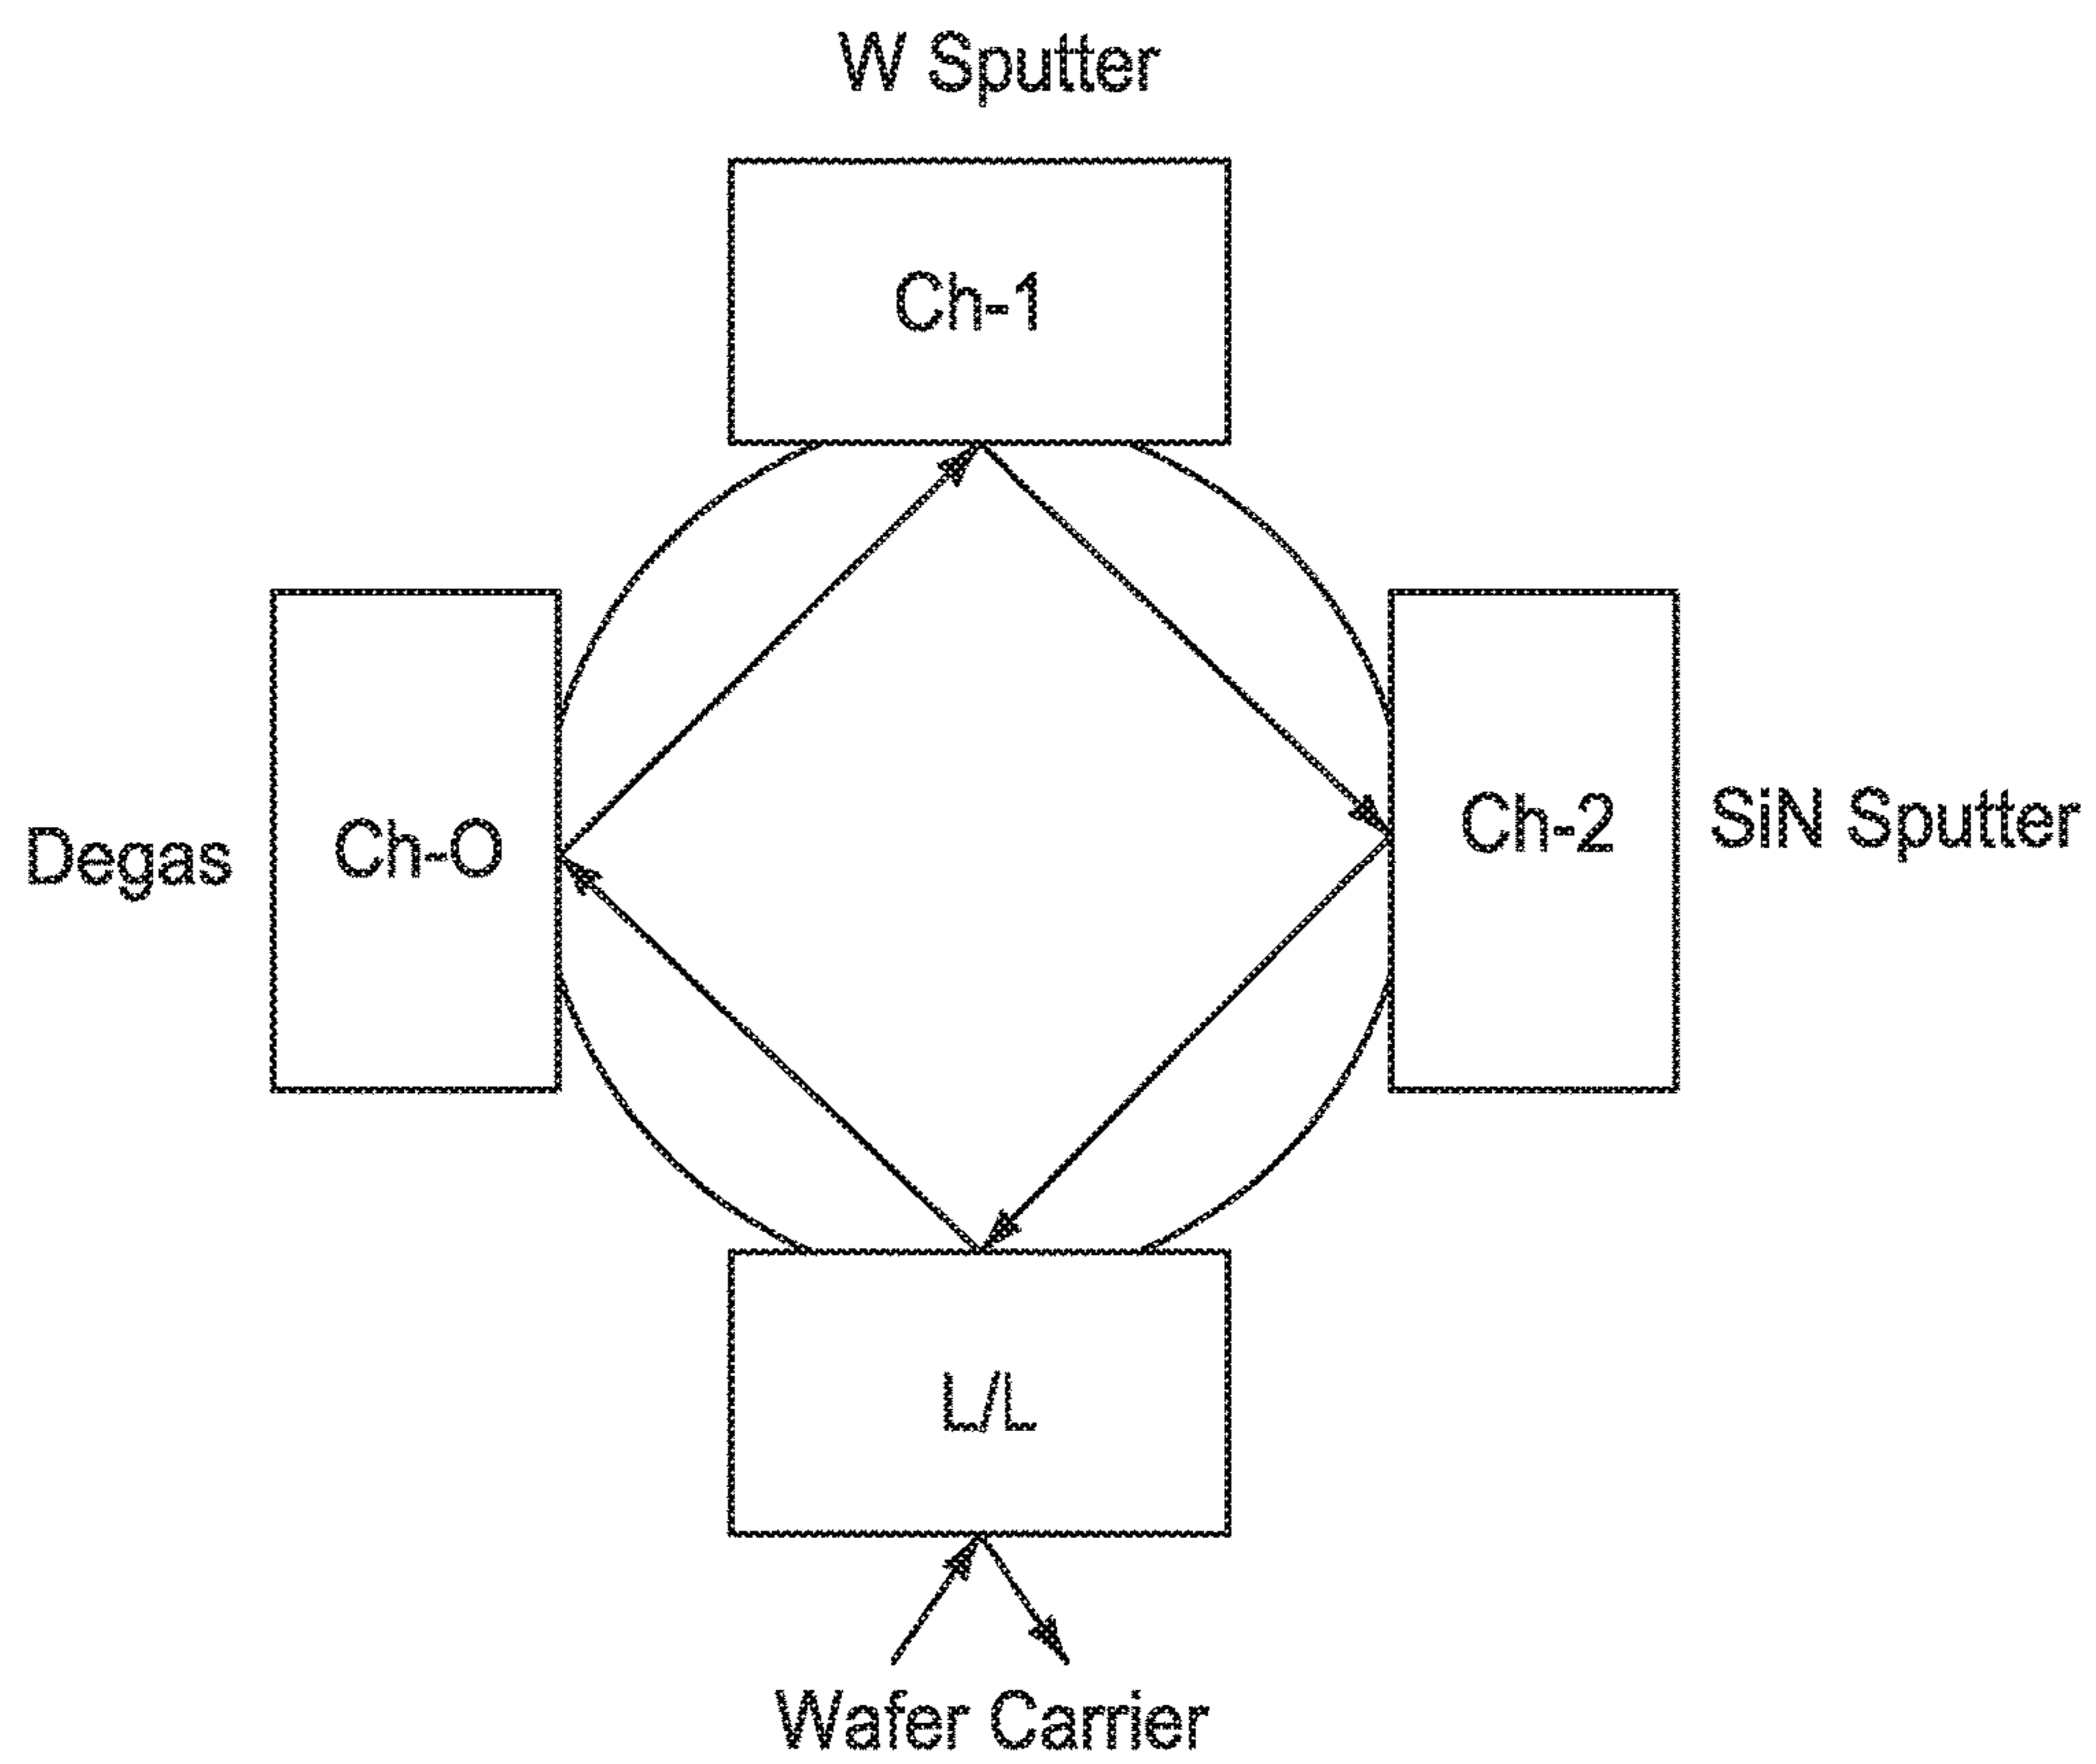 W Sputter
Ch-1
Degas
Ch-O
Ch-2
SiN Sputter
L/L
Wafer Carrier